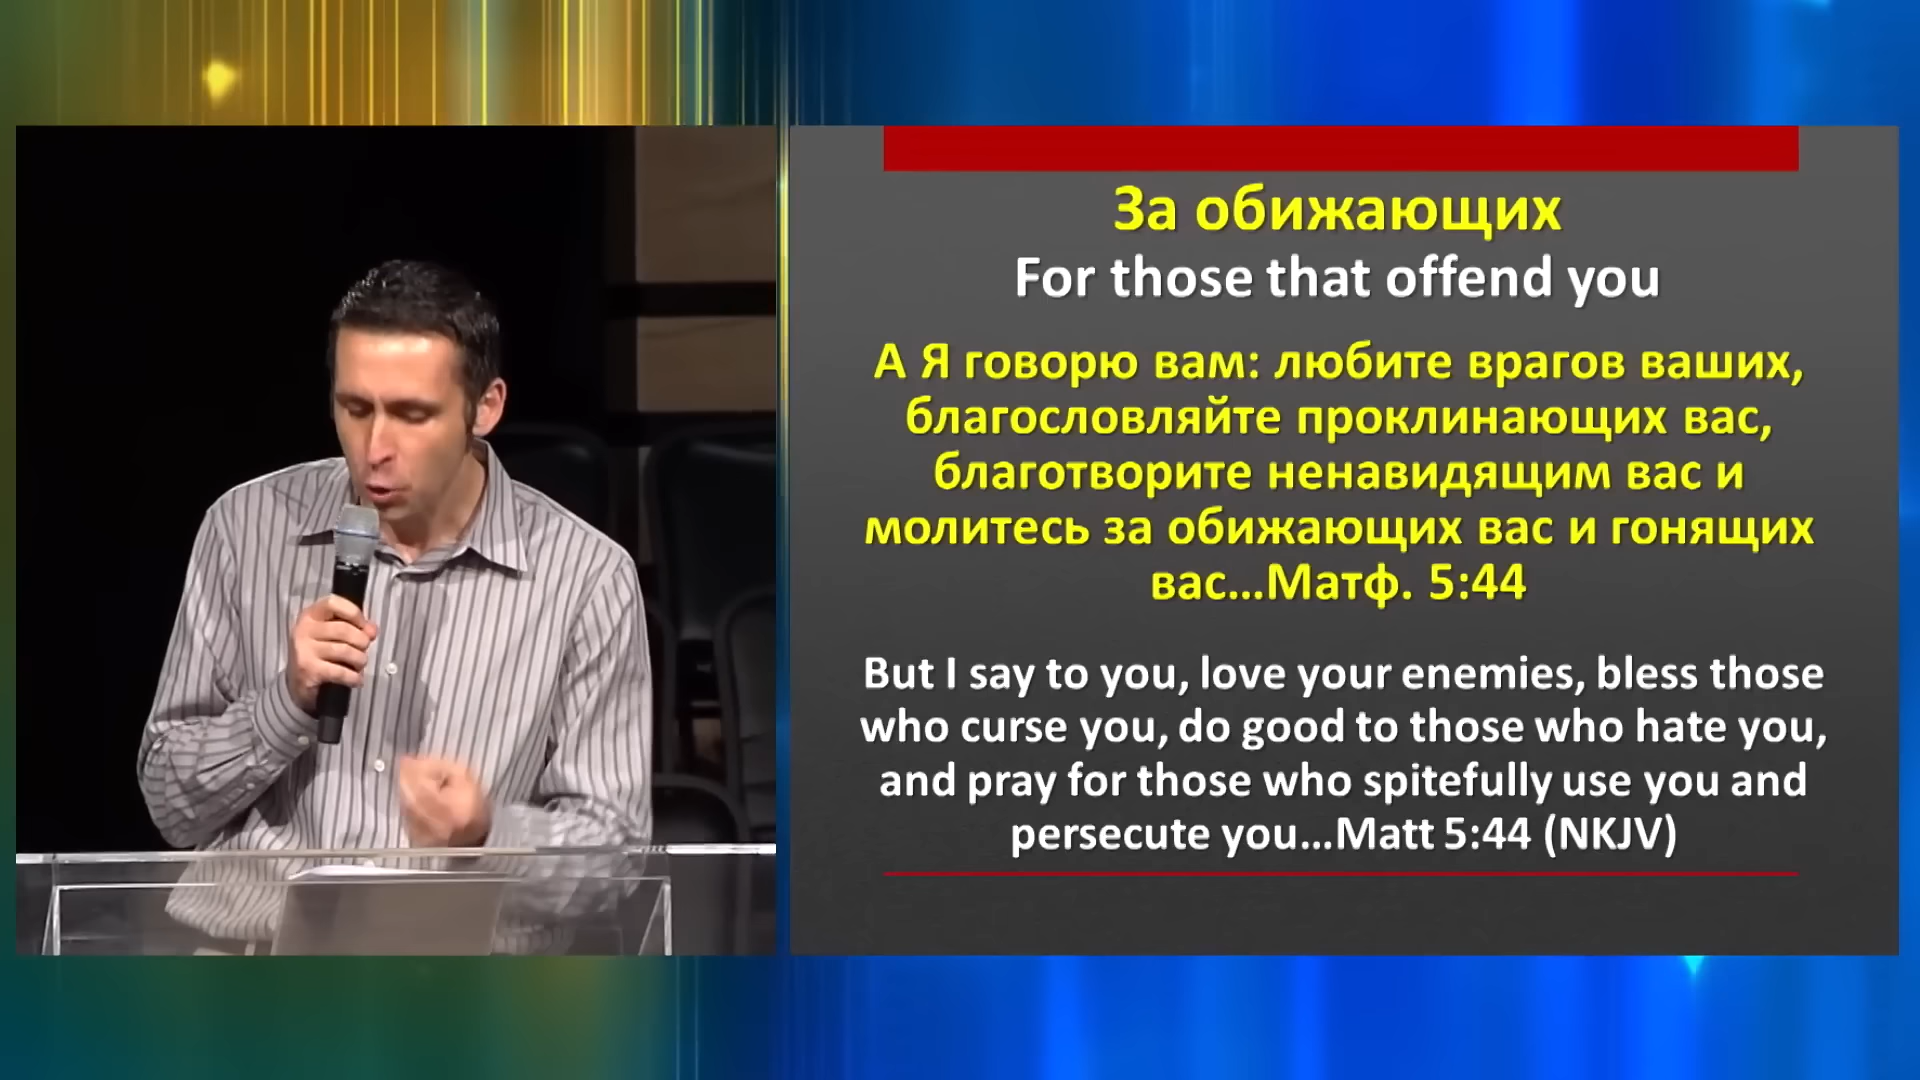 За обижающих
For those that offend you
А Я говорю вам: любите врагов ваших,
благословляйте проклинающих вас,
благотворите ненавидящим вас и
молитесь за обижающих вас и гонящих
вас...Матф. 5:44
But I say to you, love your enemies, bless those
who curse you, do good to those who hate you,
and pray for those who spitefully use you and
persecute you...Matt 5:44 (NKJV)